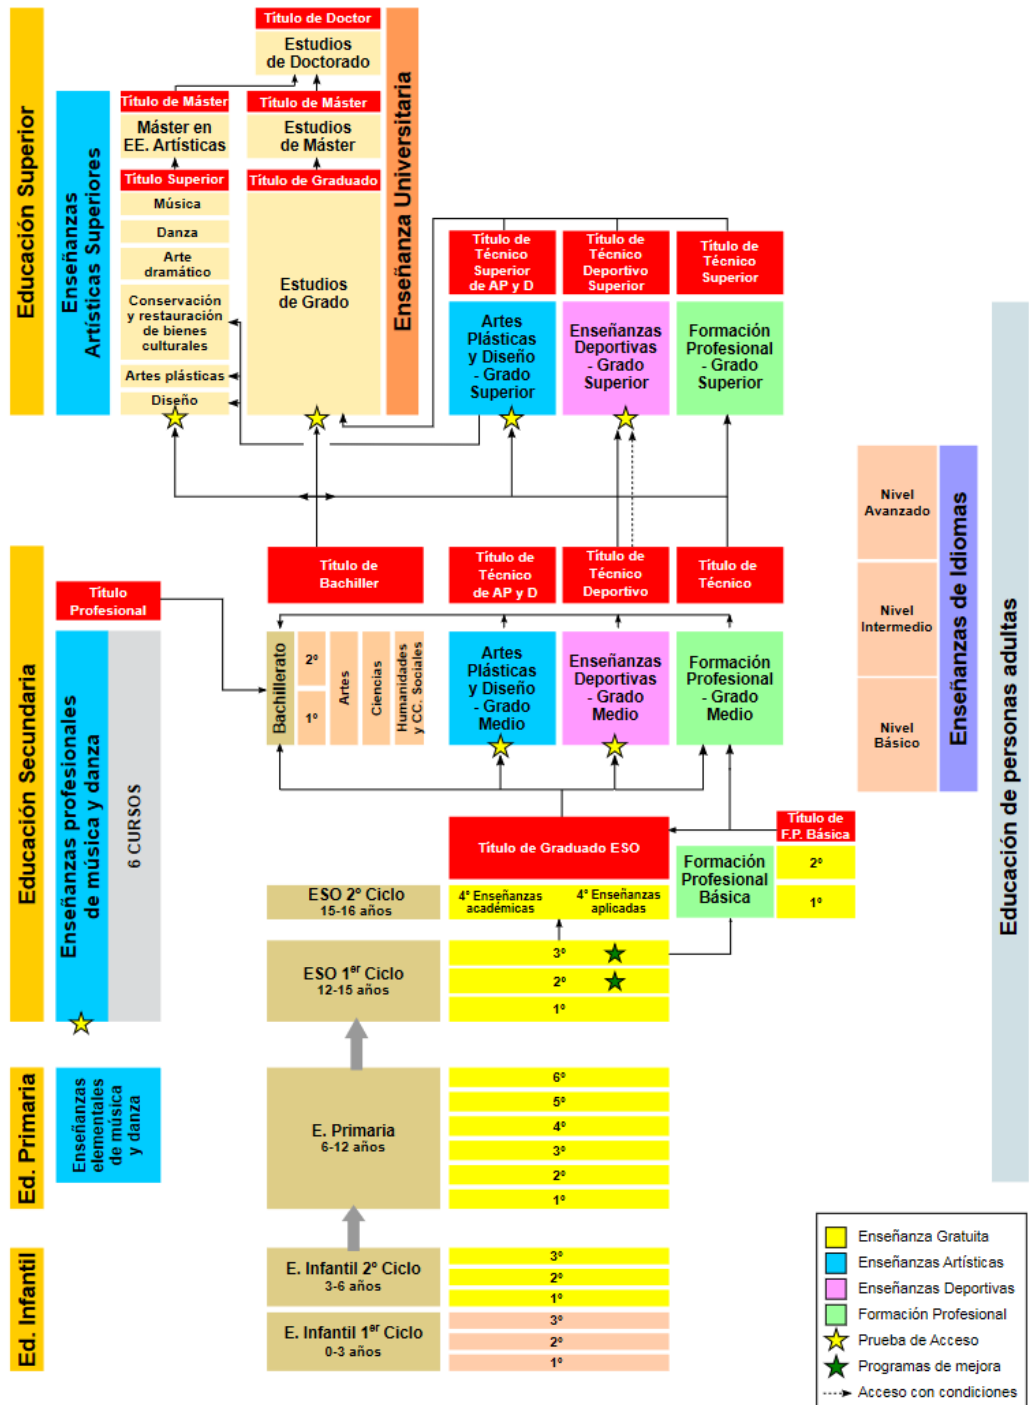 Educación Superior
Enseñanzas
Artísticas Superiores
Título de Doctor
Estudios
de Doctorado
Título de Máster
Máster en
EE. Artísticas
Título Superior
Música
Danza
Arte
dramático
Conservación
y restauración
de bienes
culturales
Artes plásticas
Diseño
Título de Máster
Estudios
de Máster
Título de Graduado
Estudios
de Grado
Enseñanza Universitaria
Título de
Técnico
Superior
de AP y D
Artes
Plásticas
y Diseño
- Grado
Superior
Título de
Técnico
Deportivo
Superior
Enseñanzas
Deportivas
- Grado
Superior
Título de
Técnico
Superior
Formación
Profesional
- Grado
Superior
Nivel
Avanzado
Nivel
Intermedio
Nivel
Básico
Enseñanzas de Idiomas
Educación de personas adultas
Educación Secundaria
Título
Profesional
Enseñanzas profesionales
de música y danza
6 CURSOS
Título de
Bachiller
Bachillerato
2º
1º
Artes
Ciencias
Humanidades
y CC. Sociales
Título de
Técnico
de AP y D
Artes
Plásticas
y Diseño
- Grado
Medio
Título de
Técnico
Deportivo
Enseñanzas
Deportivas
- Grado
Medio
Título de
Técnico
Formación
Profesional
- Grado
Medio
Título de Graduado ESO
Título de
F.P. Básica
Formación
Profesional
Básica
2º
1º
ESO 2º Ciclo
15-16 años
4º Enseñanzas
académicas
4º Enseñanzas
aplicadas
ESO 1er Ciclo
12-15 años
3º
2º
1º
Ed. Primaria
Enseñanzas
elementales
de música
y danza
E. Primaria
6-12 años
6º
5º
4º
3º
2º
1º
Ed. Infantil
E. Infantil 2º Ciclo
3-6 años
3º
2º
1º
E. Infantil 1er Ciclo
0-3 años
3º
2º
1º
Enseñanza Gratuita
Enseñanzas Artísticas
Enseñanzas Deportivas
Formación Profesional
Prueba de Acceso
Programas de mejora
Acceso con condiciones